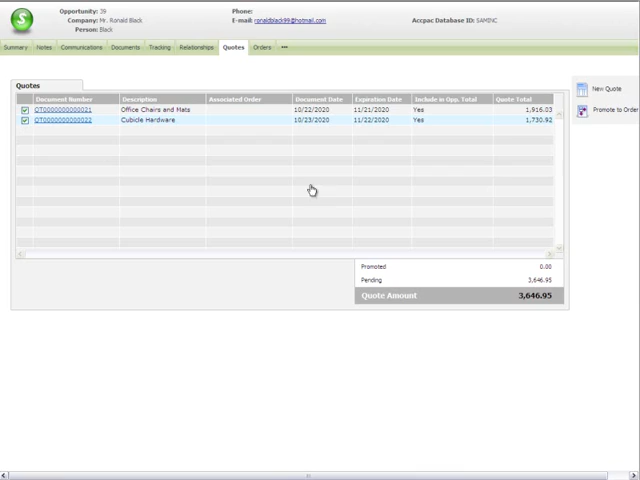 Opportunity: 39
Company: Mr. Ronald Black
Person: Black
Phone:
E-mail: ronaldblack99@hotmail.com
Accpac Database ID: SAMINC
Summary Notes Communications Documents Tracking Relationships Quotes Orders •••
Quotes
Document Number Description Associated Order Document Date Expiration Date Include in Opp. Total Quote Total
QT0000000000021 Office Chairs and Mats 10/22/2020 11/21/2020 Yes 1,916.03
QT0000000000022 Cubicle Hardware 10/23/2020 11/22/2020 Yes 1,730.92
Promoted 0.00
Pending 3,646.95
Quote Amount 3,646.95
New Quote
Promote to Order